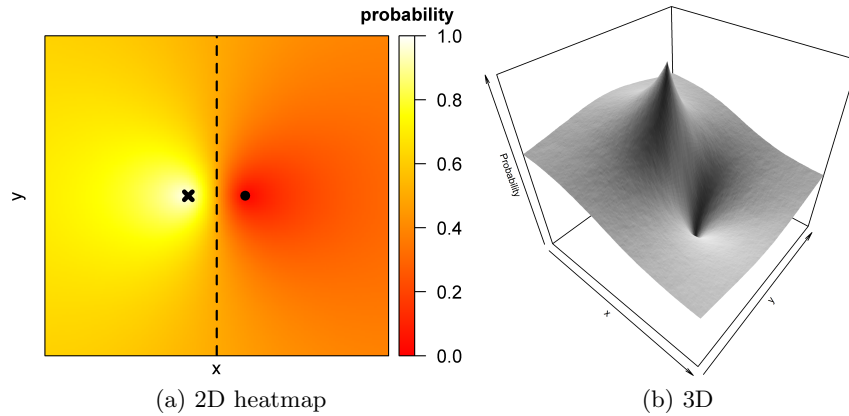 probability
1.0
0.8
0.6
0.4
0.2
0.0
y
x
(a) 2D heatmap
Probability
x
y
(b) 3D